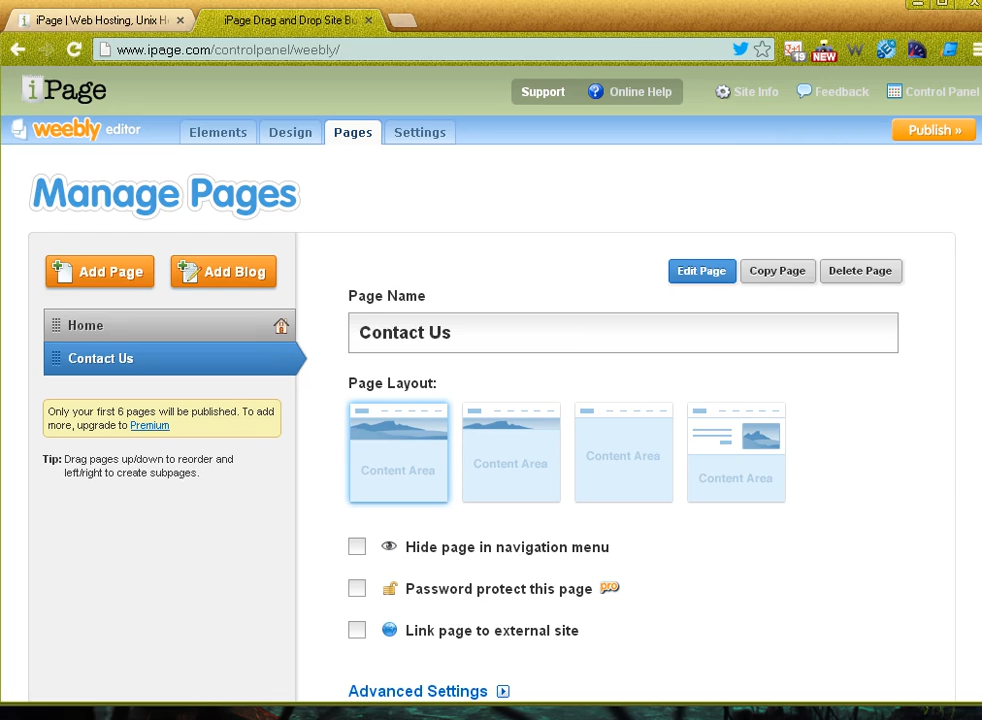 iPage | Web Hosting, Unix H
iPage Drag and Drop Site Bu
www.ipage.com/controlpanel/weebly/
19
NEW
W
iPage
Support
Online Help
Site Info
Feedback
Control Panel
weebly editor
Elements
Design
Pages
Settings
Publish »
Manage Pages
Add Page
Add Blog
Edit Page
Copy Page
Delete Page
Home
Contact Us
Only your first 6 pages will be published. To add
more, upgrade to Premium
Tip: Drag pages up/down to reorder and
left/right to create subpages.
Page Name
Contact Us
Page Layout:
Content Area
Content Area
Content Area
Content Area
Hide page in navigation menu
Password protect this page pro
Link page to external site
Advanced Settings